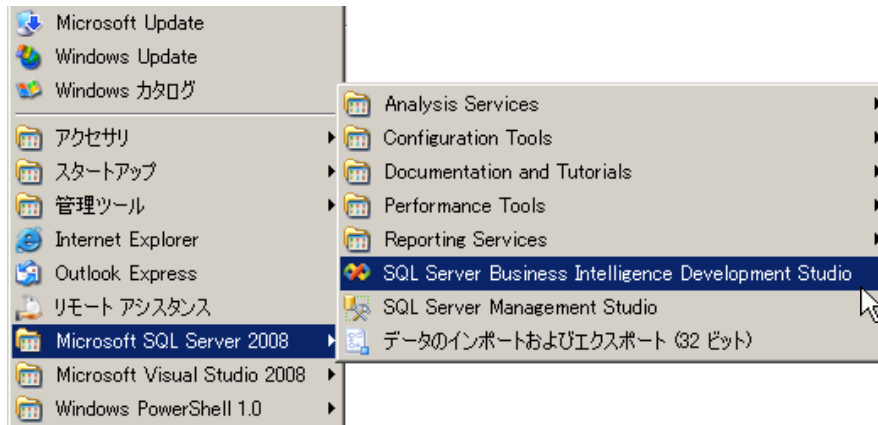 Microsoft Update
Windows Update
Windows カタログ
アクセサリ
スタートアップ
管理ツール
Internet Explorer
Outlook Express
リモート アシスタンス
Microsoft SQL Server 2008
Microsoft Visual Studio 2008
Windows PowerShell 1.0
Analysis Services
Configuration Tools
Documentation and Tutorials
Performance Tools
Reporting Services
SQL Server Business Intelligence Development Studio
SQL Server Management Studio
データのインポートおよびエクスポート (32 ビット)